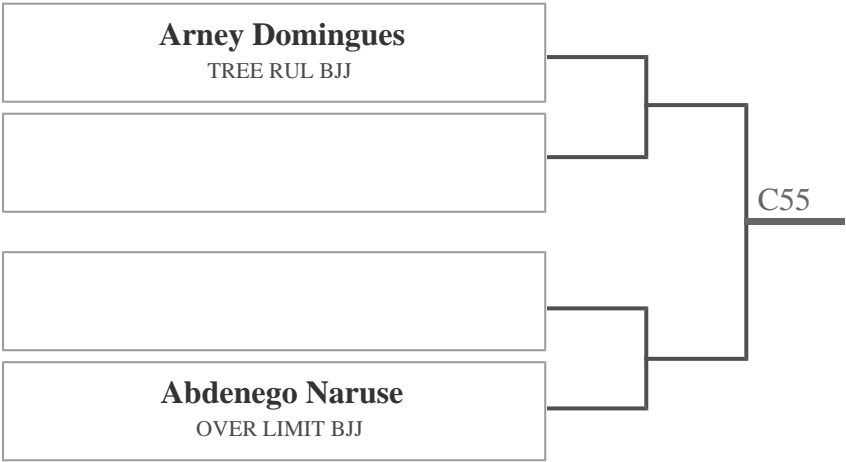 Arney Domingues
TREE RUL BJJ
C55
Abdenego Naruse
OVER LIMIT BJJ